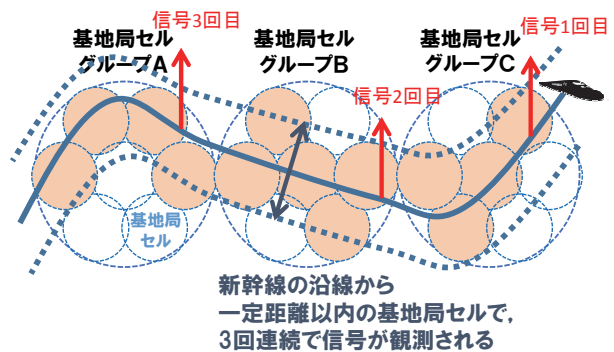 信号3回目
信号1回目
基地局セル
グループA
基地局セル
グループB
基地局セル
グループC
信号2回目
基地局
セル
新幹線の沿線から
一定距離以内の基地局セルで,
3回連続で信号が観測される